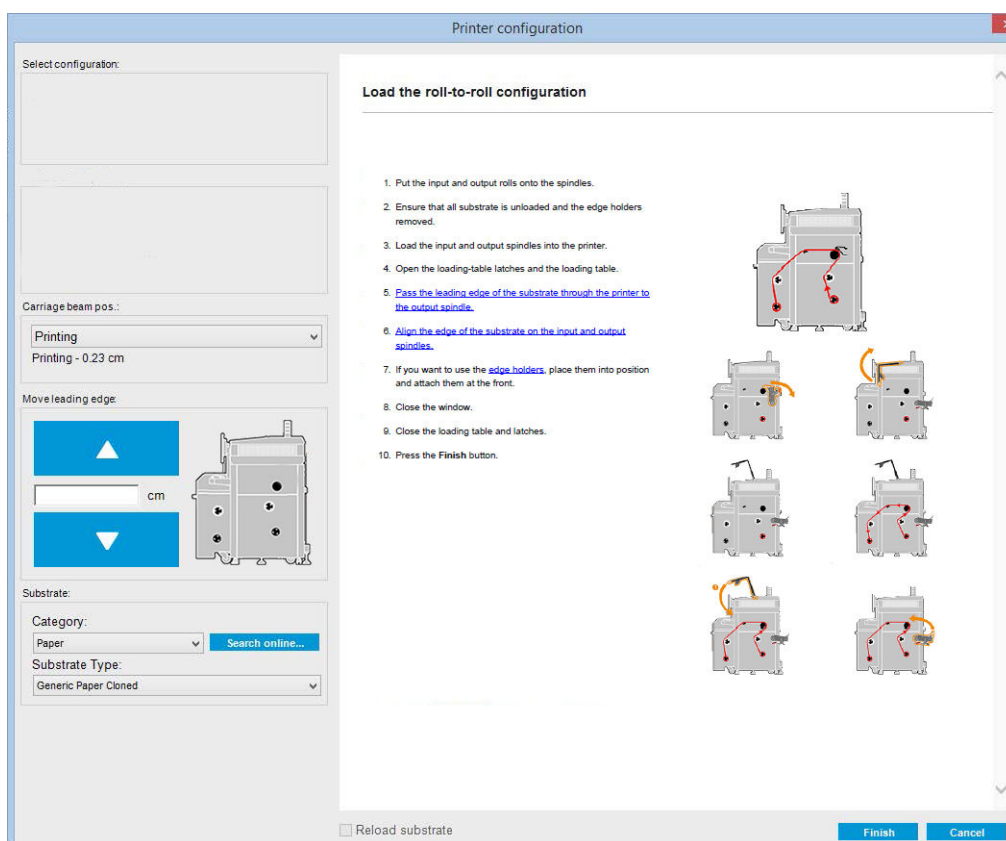 Printer configuration
Select configuration:
Carriage beam pos.:
Printing
Printing - 0.23 cm
Move leading edge:
cm
Substrate:
Category:
Paper
Search online...
Substrate Type:
Generic Paper Cloned
Load the roll-to-roll configuration
1. Put the input and output rolls onto the spindles.
2. Ensure that all substrate is unloaded and the edge holders
removed.
3. Load the input and output spindles into the printer.
4. Open the loading-table latches and the loading table.
5. Pass the leading edge of the substrate through the printer to
the output spindle.
6. Align the edge of the substrate on the input and output
spindles.
7. If you want to use the edge holders, place them into position
and attach them at the front.
8. Close the window.
9. Close the loading table and latches.
10. Press the Finish button.
Reload substrate
Finish
Cancel